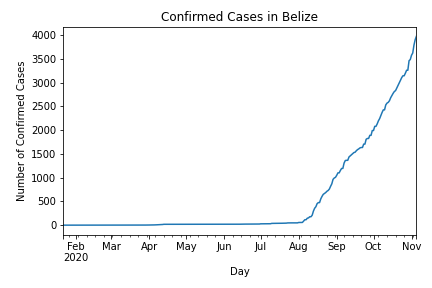 Confirmed Cases in Belize
Number of Confirmed Cases
4000
3500
3000
2500
2000
1500
1000
500
0
Feb Mar Apr May Jun Jul Aug Sep Oct Nov
2020
Day